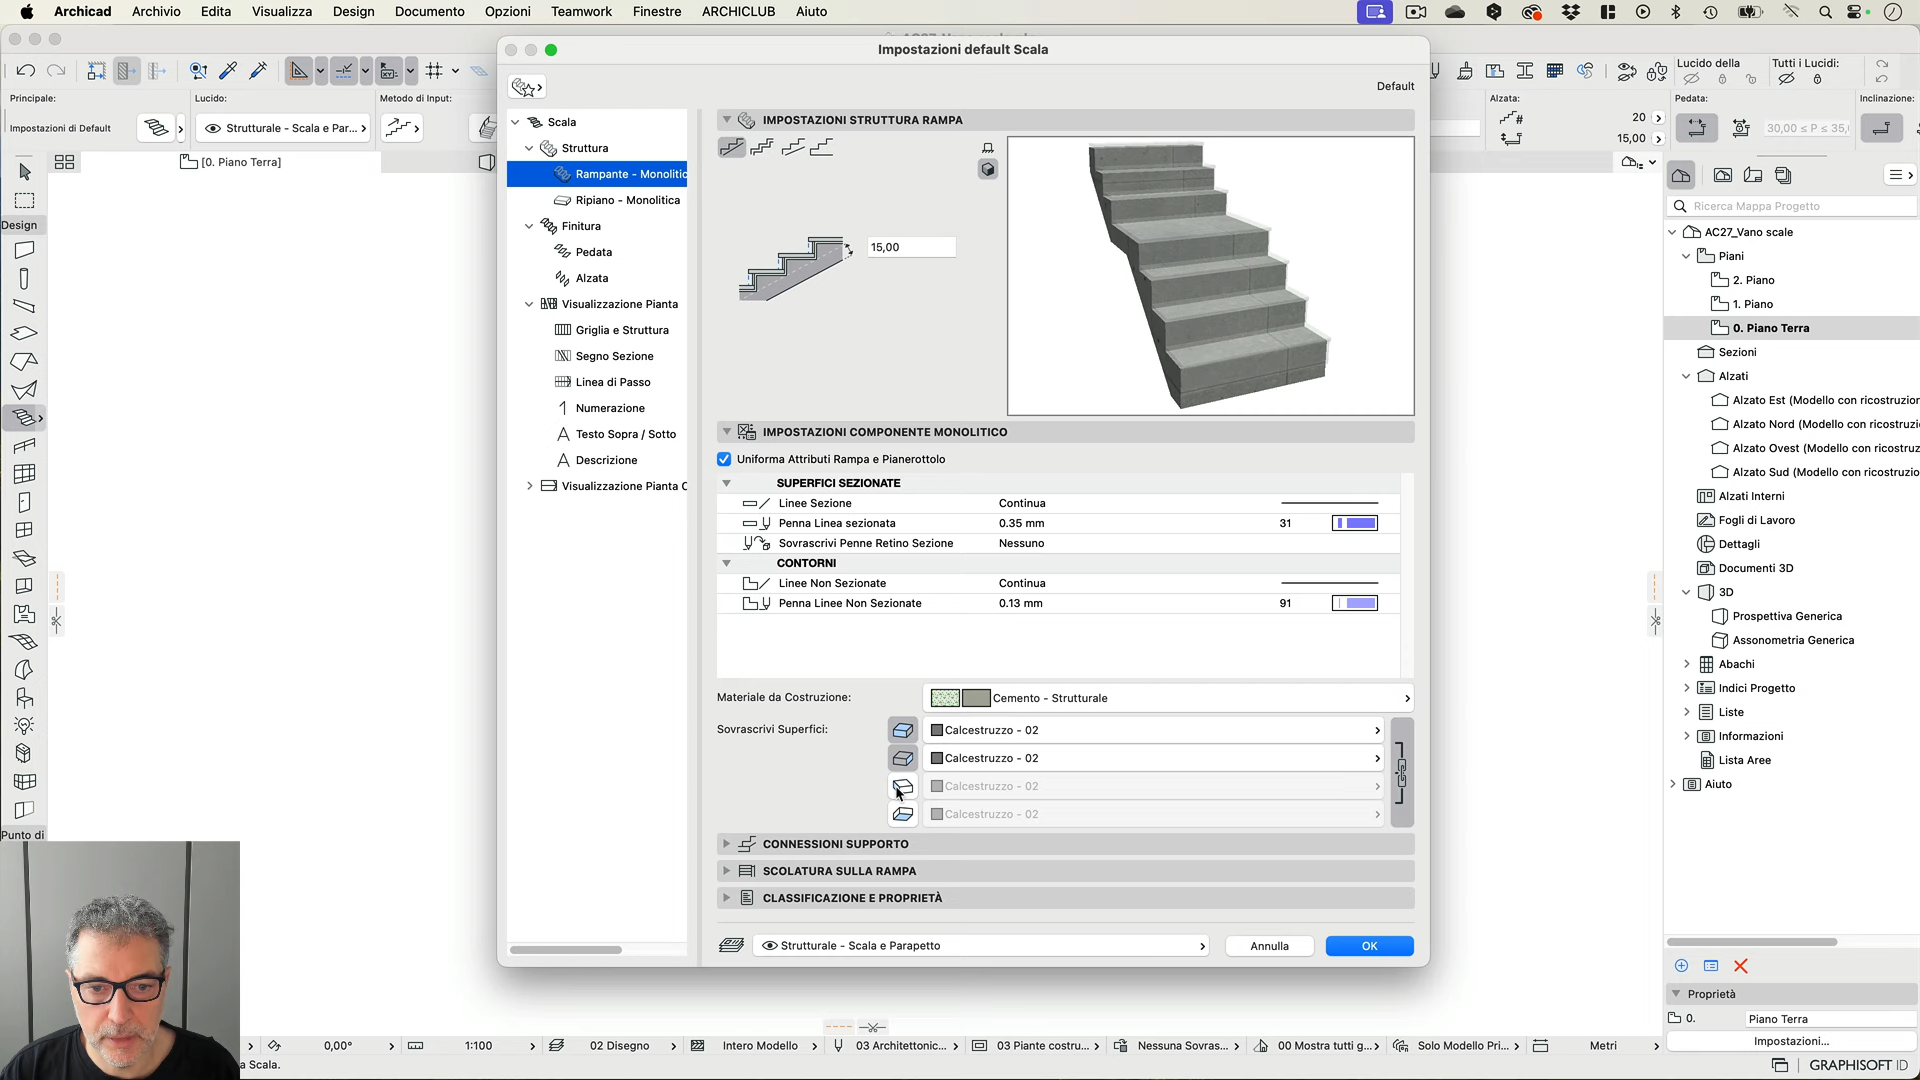 Archicad Archivio Edita Visualizza Design Documento Opzioni Teamwork Finestre ARCHICLUB Aiuto
Impostazioni default Scala
Default
Principale:
Lucido:
Metodo di Input:
Impostazioni di Default
Strutturale - Scala e Par...
[0. Piano Terra]
Design
Punto di
Scala
Struttura
Rampante - Monolitic
Ripiano - Monolitica
Finitura
Pedata
Alzata
Visualizzazione Pianta
Griglia e Struttura
Segno Sezione
Linea di Passo
Numerazione
Testo Sopra / Sotto
Descrizione
Visualizzazione Pianta C
IMPOSTAZIONI STRUTTURA RAMPA
15,00
IMPOSTAZIONI COMPONENTE MONOLITICO
Uniforma Attributi Rampa e Pianerottolo
SUPERFICI SEZIONATE
Linee Sezione Continua
Penna Linea sezionata 0.35 mm 31
Sovrascrivi Penne Retino Sezione Nessuno
CONTORNI
Linee Non Sezionate Continua
Penna Linee Non Sezionate 0.13 mm 91
Materiale da Costruzione: Cemento - Strutturale
Sovrascrivi Superfici: Calcestruzzo - 02
Calcestruzzo - 02
Calcestruzzo - 02
Calcestruzzo - 02
CONNESSIONI SUPPORTO
SCOLATURA SULLA RAMPA
CLASSIFICAZIONE E PROPRIETÀ
Strutturale - Scala e Parapetto
Annulla OK
Lucido della Tutti i Lucidi:
Alzata: Pedata: Inclinazione:
20
15,00
30,00 ≤ P ≤ 35,
Ricerca Mappa Progetto
AC27_Vano scale
Piani
2. Piano
1. Piano
0. Piano Terra
Sezioni
Alzati
Alzato Est (Modello con ricostruzion
Alzato Nord (Modello con ricostruzi
Alzato Ovest (Modello con ricostruz
Alzato Sud (Modello con ricostruzio
Alzati Interni
Fogli di Lavoro
Dettagli
Documenti 3D
3D
Prospettiva Generica
Assonometria Generica
Abachi
Indici Progetto
Liste
Informazioni
Lista Aree
Aiuto
Proprietà
0. Piano Terra
Impostazioni...
0,00° 1:100 02 Disegno Intero Modello 03 Architettonic... 03 Piante costru... Nessuna Sovras... 00 Mostra tutti g... Solo Modello Pri... Metri
a Scala.
GRAPHISOFT ID